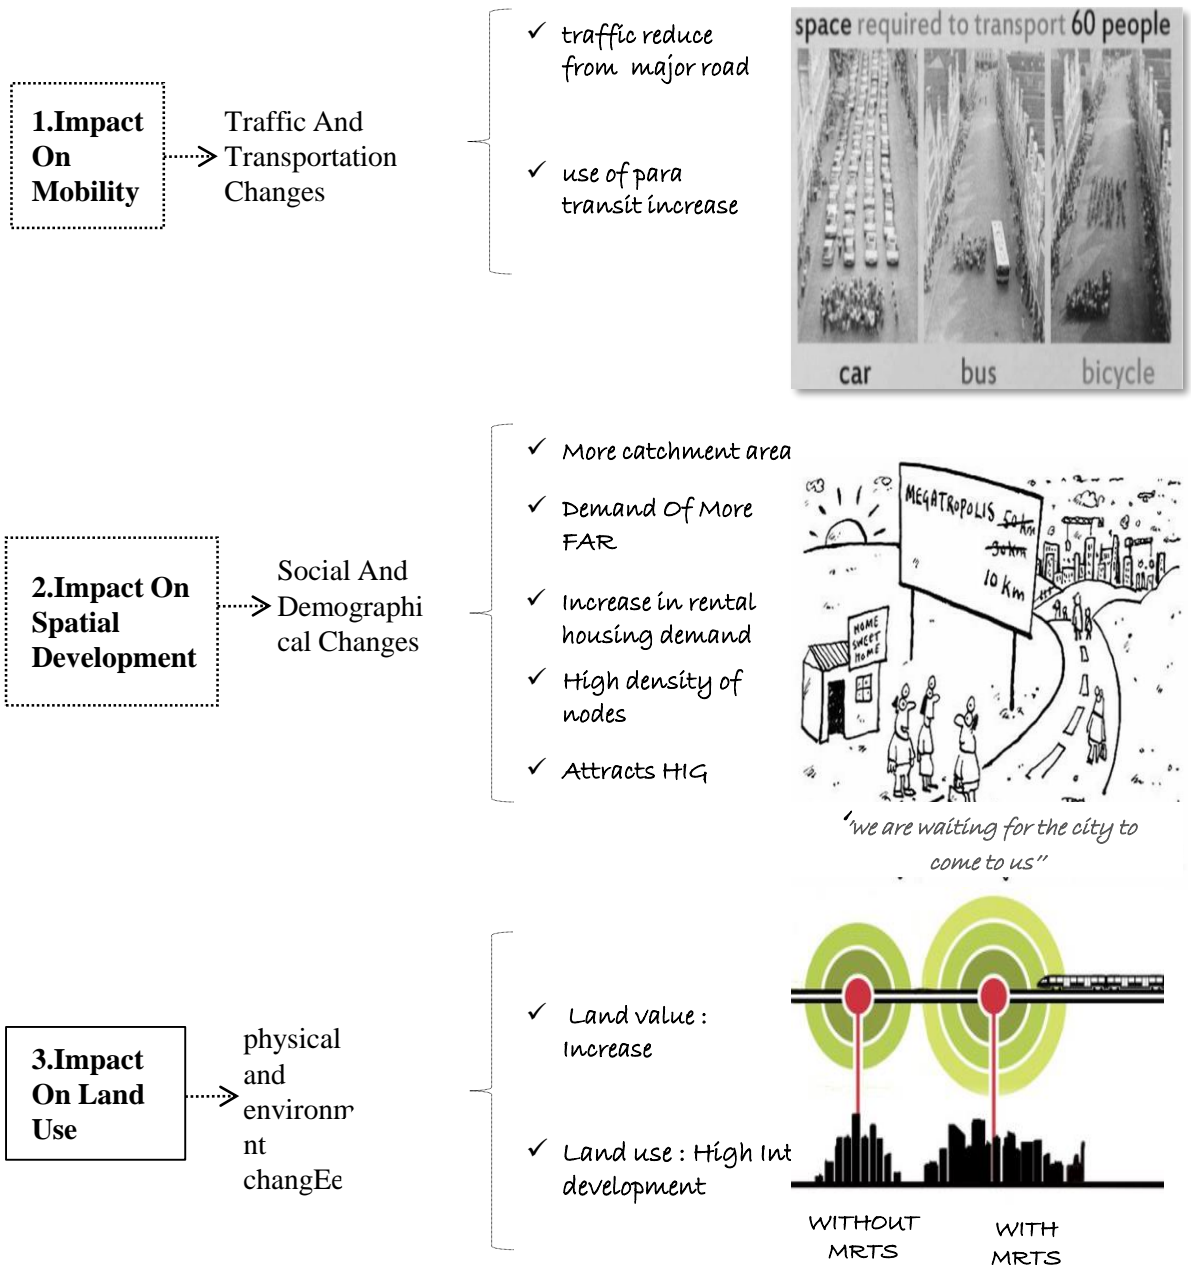 1.Impact
On
Mobility
Traffic And
Transportation
Changes
✓ traffic reduce
from major road
✓ use of para
transit increase
space required to transport 60 people
car bus bicycle
2.Impact On
Spatial
Development
Social And
Demographi
cal Changes
✓ More catchment area
✓ Demand Of More
FAR
✓ Increase in rental
housing demand
✓ High density of
nodes
✓ Attracts HIG
MEGATROPOLIS 50 km
30km
10 Km
HOME
SWEET
HOME
‘we are waiting for the city to
come to us”
3.Impact
On Land
Use
physical
and
environm
nt
changEe
✓ Land value :
Increase
✓ Land use : High Int
development
WITHOUT
MRTS
WITH
MRTS